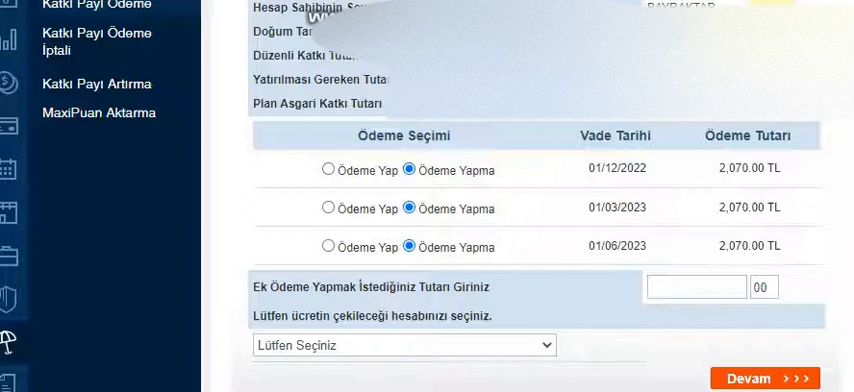 Katkı Payı Ödeme
Katkı Payı Ödeme
İptali
Katkı Payı Artırma
MaxiPuan Aktarma
Hesap Sahibinin
BAYRAKTAR
Doğum
Düzenli Katkı
Yatırılması Gereken
Plan Asgari Katkı Tutarı
Ödeme Seçimi Vade Tarihi Ödeme Tutarı
Ödeme Yap Ödeme Yapma 01/12/2022 2,070.00 TL
Ödeme Yap Ödeme Yapma 01/03/2023 2,070.00 TL
Ödeme Yap Ödeme Yapma 01/06/2023 2,070.00 TL
Ek Ödeme Yapmak İstediğiniz Tutarı Giriniz 00
Lütfen ücretin çekileceği hesabınızı seçiniz.
Lütfen Seçiniz
Devam >>>